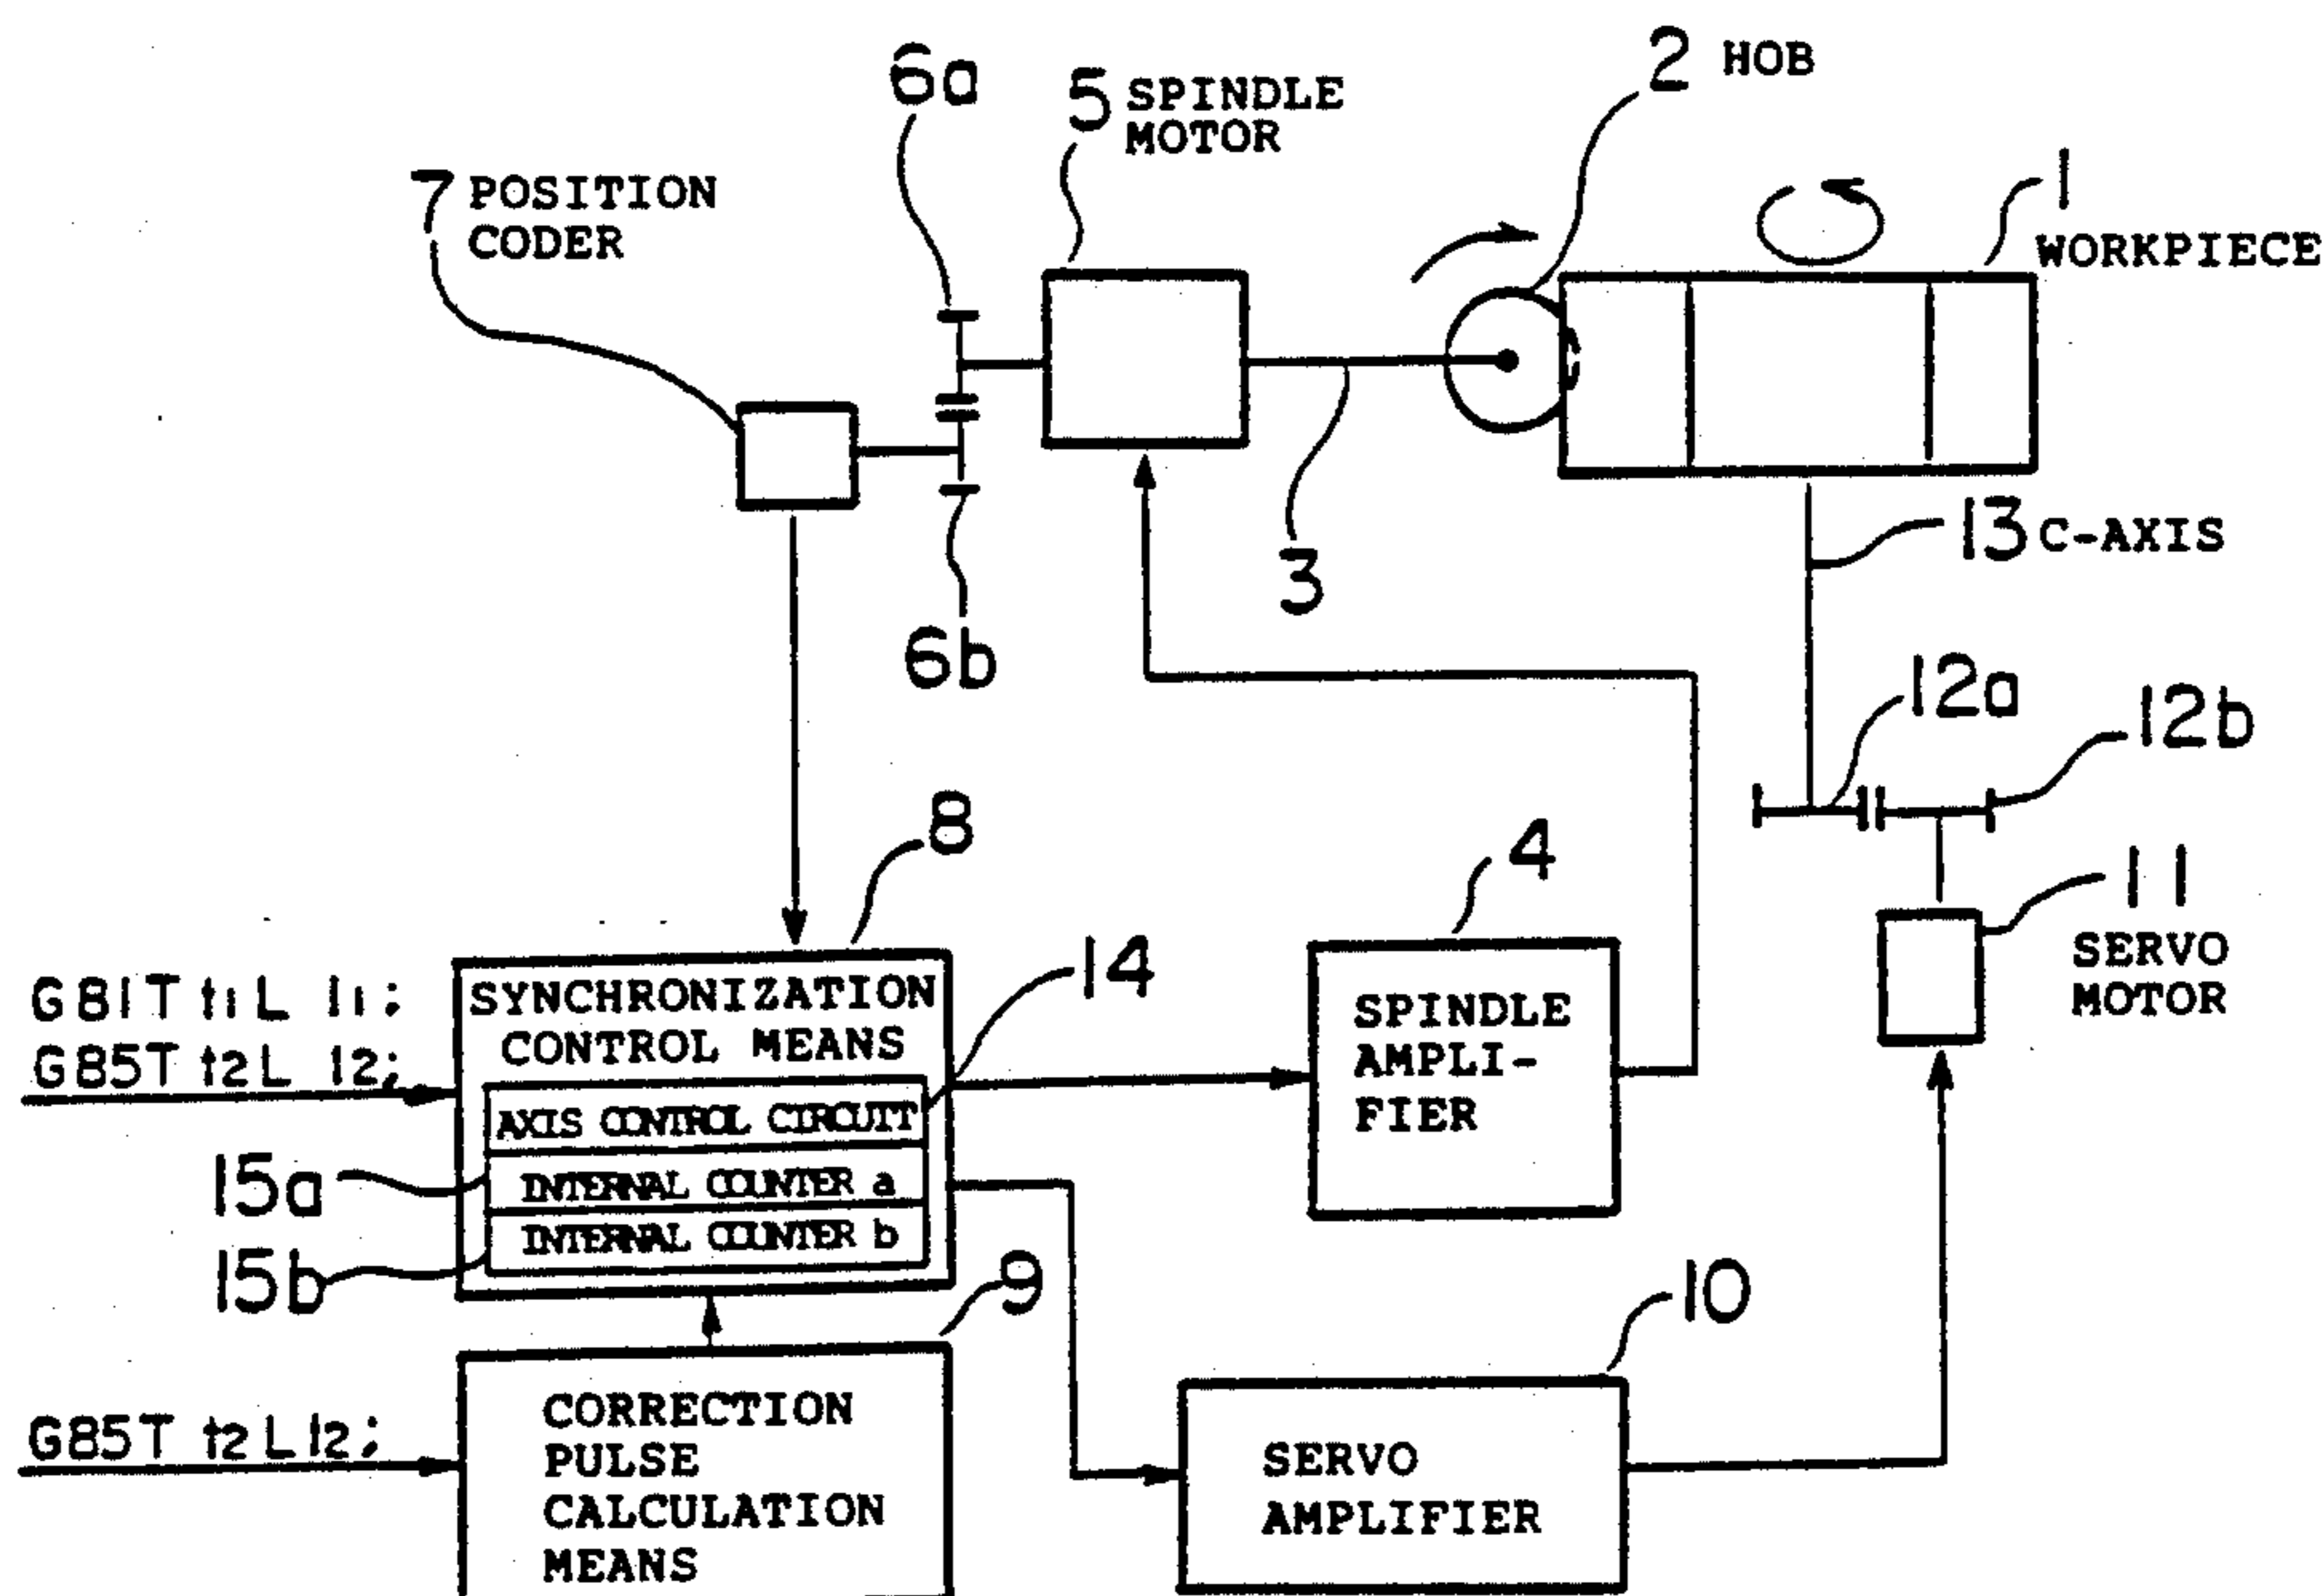 2 HOB
6a
5 SPINDLE
MOTOR
1
WORKPIECE
7 POSITION
CODER
13 C-AXIS
3
6b
12a
12b
8
4
11
SERVO
MOTOR
14
G81T t1 L l1;
G85T t2 L l2;
SYNCHRONIZATION
CONTROL MEANS
AXIS CONTROL CIRCUIT
INTERNAL COUNTER a
INTERNAL COUNTER b
15a
15b
SPINDLE
AMPLI-
FIER
9
10
G85T t2 L l2;
CORRECTION
PULSE
CALCULATION
MEANS
SERVO
AMPLIFIER